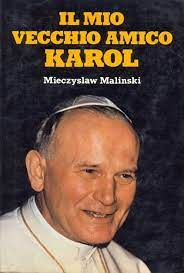 IL MIO
VECCHIO AMICO
KAROL
Mieczyslaw Malinski